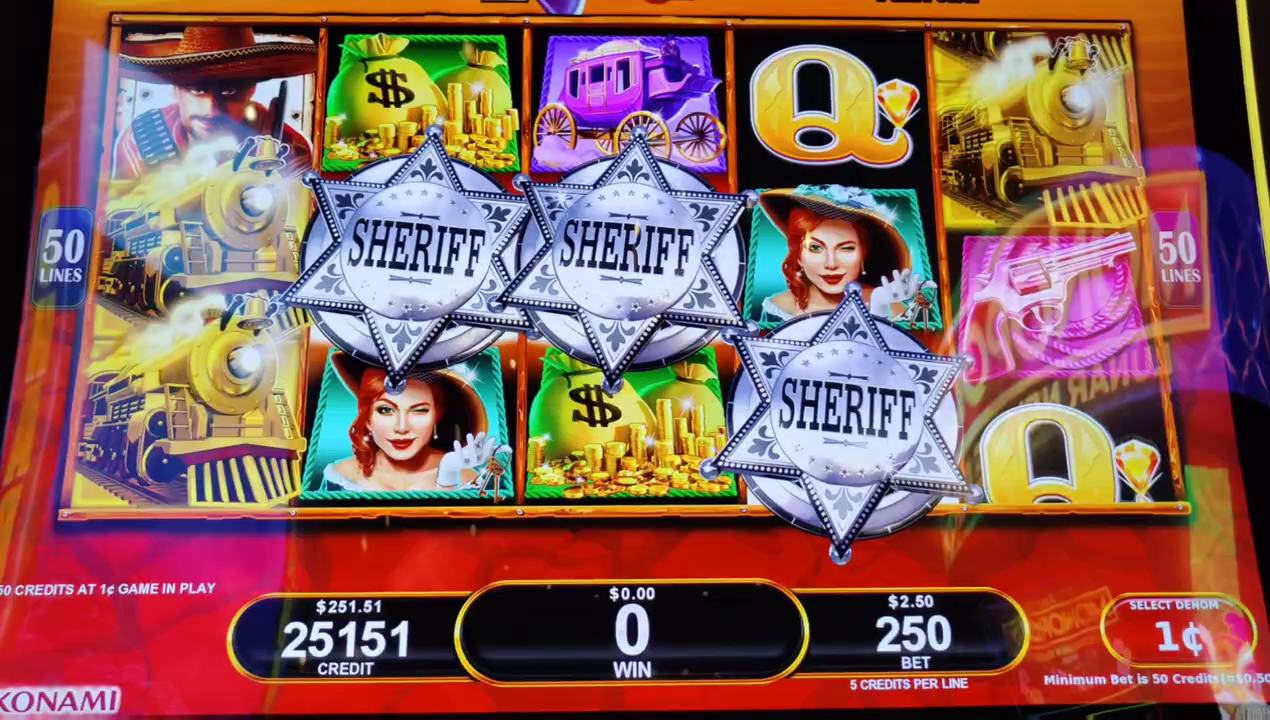 $
Q
50
LINES
SHERIFF
SHERIFF
50
LINES
SHERIFF
$
Q
50 CREDITS AT 1¢ GAME IN PLAY
$251.51
25151
CREDIT
$0.00
0
WIN
$2.50
250
BET
5 CREDITS PER LINE
SELECT DENOM
1¢
Minimum Bet is 50 Credits(=$0.50
KONAMI